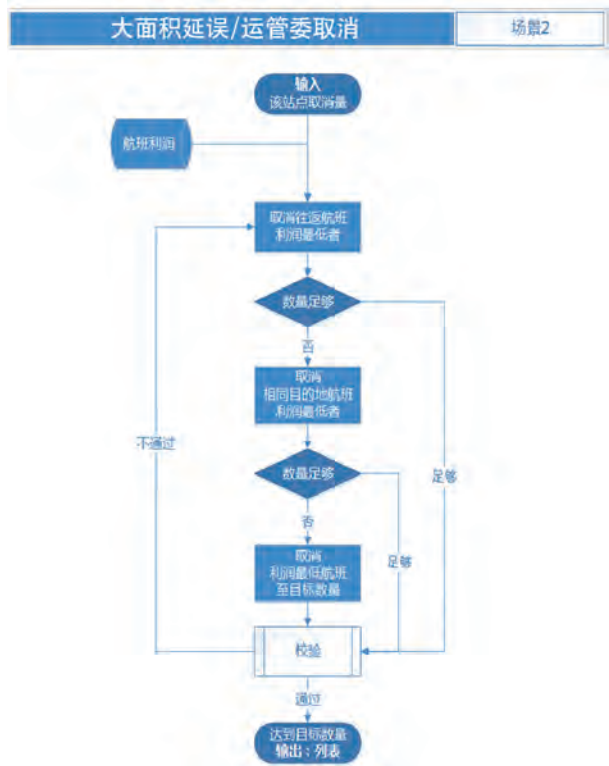 大面积延误/运管委取消
场景2
输入
该站点取消量
航班利润
取消往返航班
利润最低者
数量足够
否
取消
相同目的地航班
利润最低者
不通过
数量足够
足够
否
足够
取消
利润最低航班
至目标数量
校验
通过
达到目标数量
输出：列表